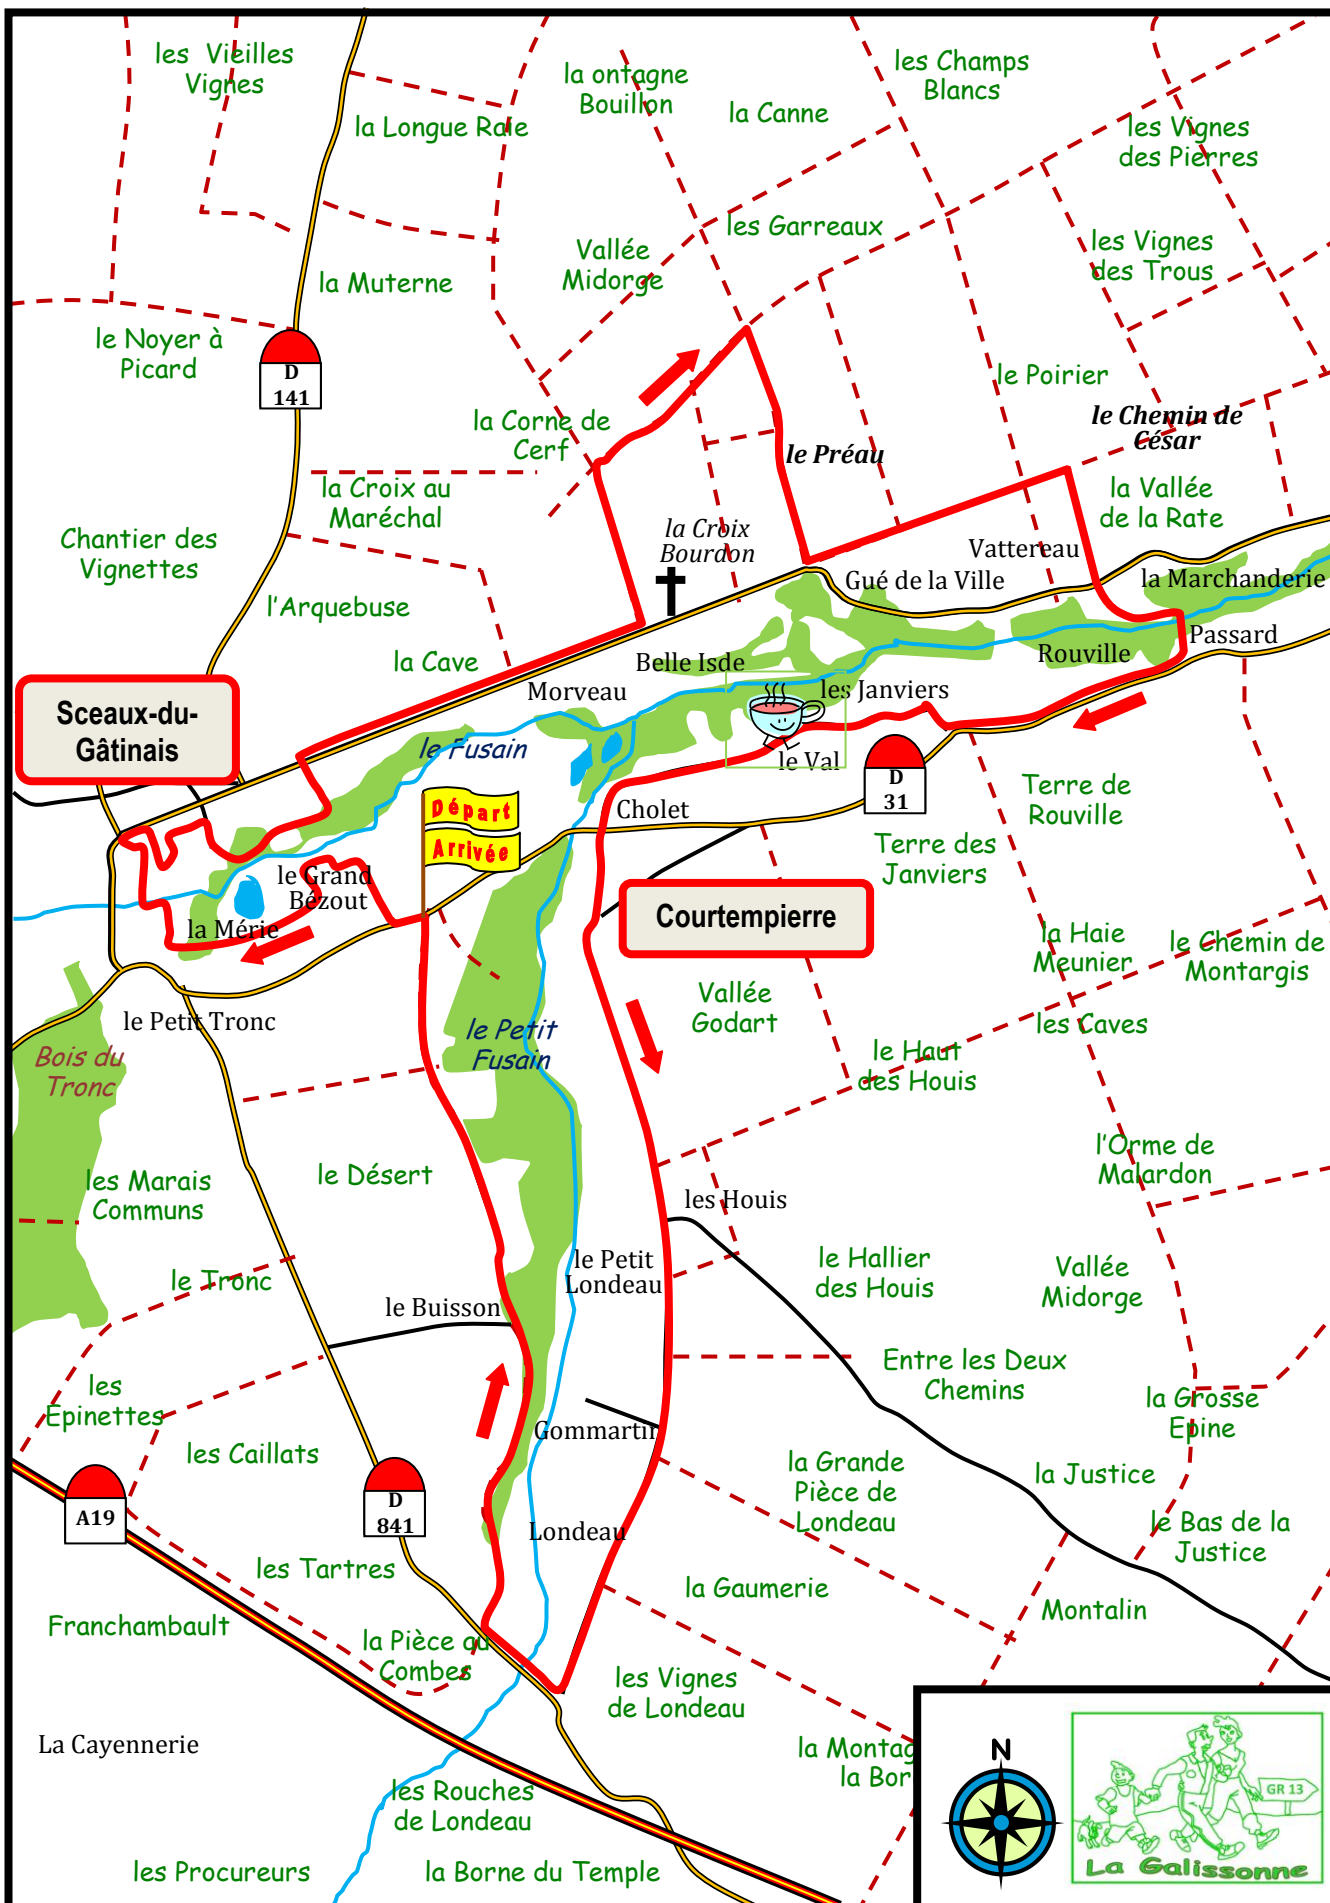 les Vieilles
Vignes
la ontagne
Bouillon
les Champs
Blancs
la Canne
la Longue Raie
les Vignes
des Pierres
les Garreaux
Vallée
Midorge
les Vignes
des Trous
la Muterne
le Noyer à
Picard
D
141
le Poirier
la Corne de
Cerf
le Chemin de
César
le Préau
la Croix au
Maréchal
la Vallée
de la Rate
Chantier des
Vignettes
la Croix
Bourdon
Vattereau
Gué de la Ville
la Marchanderie
l'Arquebuse
Passard
la Cave
Belle Isde
Rouville
Morveau
les Janviers
Sceaux-du-
Gâtinais
le Fusain
le Val
D
31
Terre de
Rouville
Départ
Arrivée
Cholet
Terre des
Janviers
le Grand
Bézout
la Mérie
Courtempierre
la Haie
Meunier
le Chemin de
Montargis
Vallée
Godart
le Petit Tronc
le Petit
Fusain
les Caves
Bois du
Tronc
le Haut
des Houis
l'Orme de
Malardon
les Marais
Communs
le Désert
les Houis
le Tronc
le Petit
Londeau
le Hallier
des Houis
Vallée
Midorge
le Buisson
Entre les Deux
Chemins
les
Epinettes
la Grosse
Epine
Gommartin
les Caillats
la Grande
Pièce de
Londeau
la Justice
A19
D
841
Londeau
le Bas de la
Justice
les Tartres
la Gaumerie
Montalin
Franchambault
la Pièce au
Combes
les Vignes
de Londeau
La Cayennerie
la Montag
la Bor
N
GR 13
les Rouches
de Londeau
les Procureurs
la Borne du Temple
La Galissonne